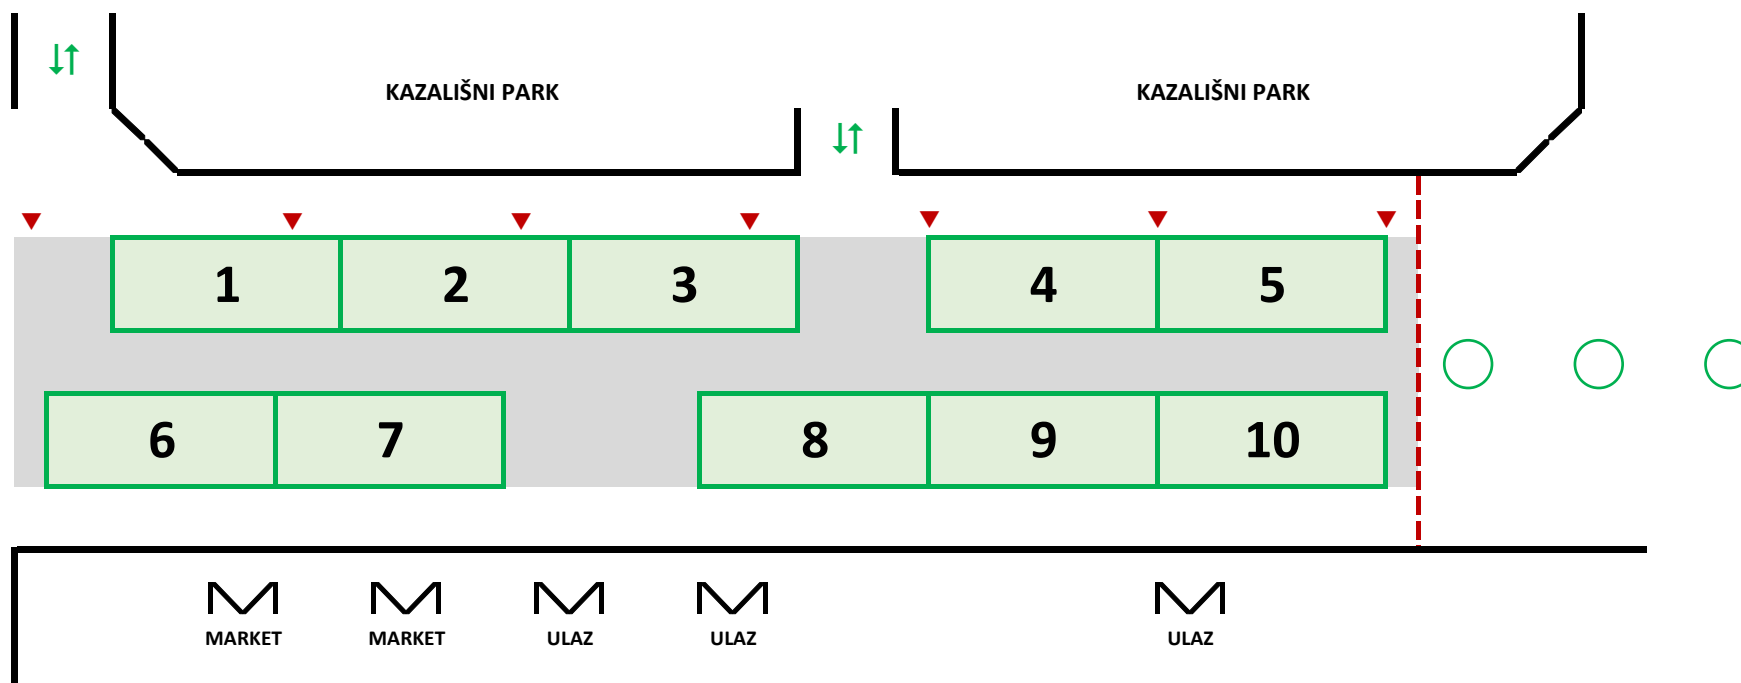 KAZALIŠNI PARK KAZALIŠNI PARK
1 2 3 4 5
6 7 8 9 10
MARKET MARKET ULAZ ULAZ ULAZ